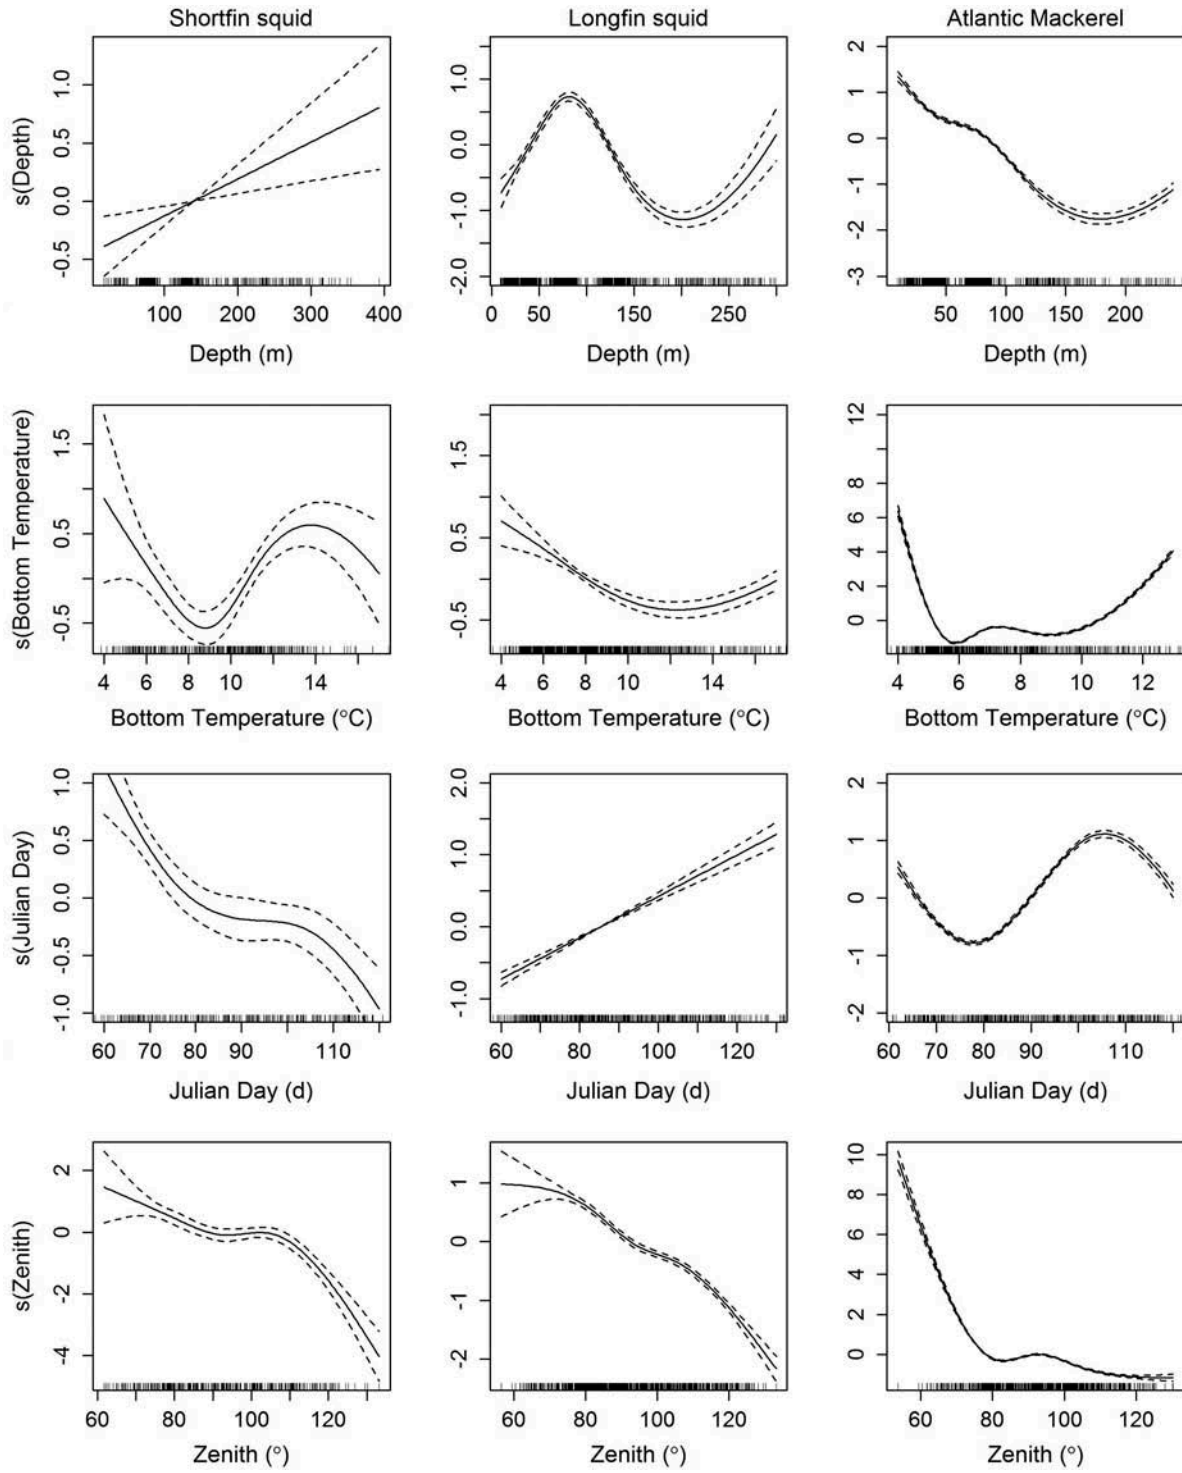 Shortfin squid Longfin squid Atlantic Mackerel
s(Depth)
1.0
0.5
0.0
-0.5
1.0
0.0
-1.0
-2.0
2
1
0
-1
-2
-3
100 200 300 400
0 50 150 250
50 100 150 200
Depth (m) Depth (m) Depth (m)
s(Bottom Temperature)
1.5
0.5
-0.5
1.5
0.5
-0.5
12
10
8
6
4
2
0
4 6 8 10 14
4 6 8 10 14
4 6 8 10 12
Bottom Temperature (°C) Bottom Temperature (°C) Bottom Temperature (°C)
s(Julian Day)
1.0
0.5
0.0
-0.5
-1.0
2.0
1.0
0.0
-1.0
2
1
0
-1
-2
60 70 80 90 110
60 80 100 120
60 70 80 90 110
Julian Day (d) Julian Day (d) Julian Day (d)
s(Zenith)
2
0
-2
-4
1
0
-1
-2
10
8
6
4
2
0
60 80 100 120
60 80 100 120
60 80 100 120
Zenith (°) Zenith (°) Zenith (°)